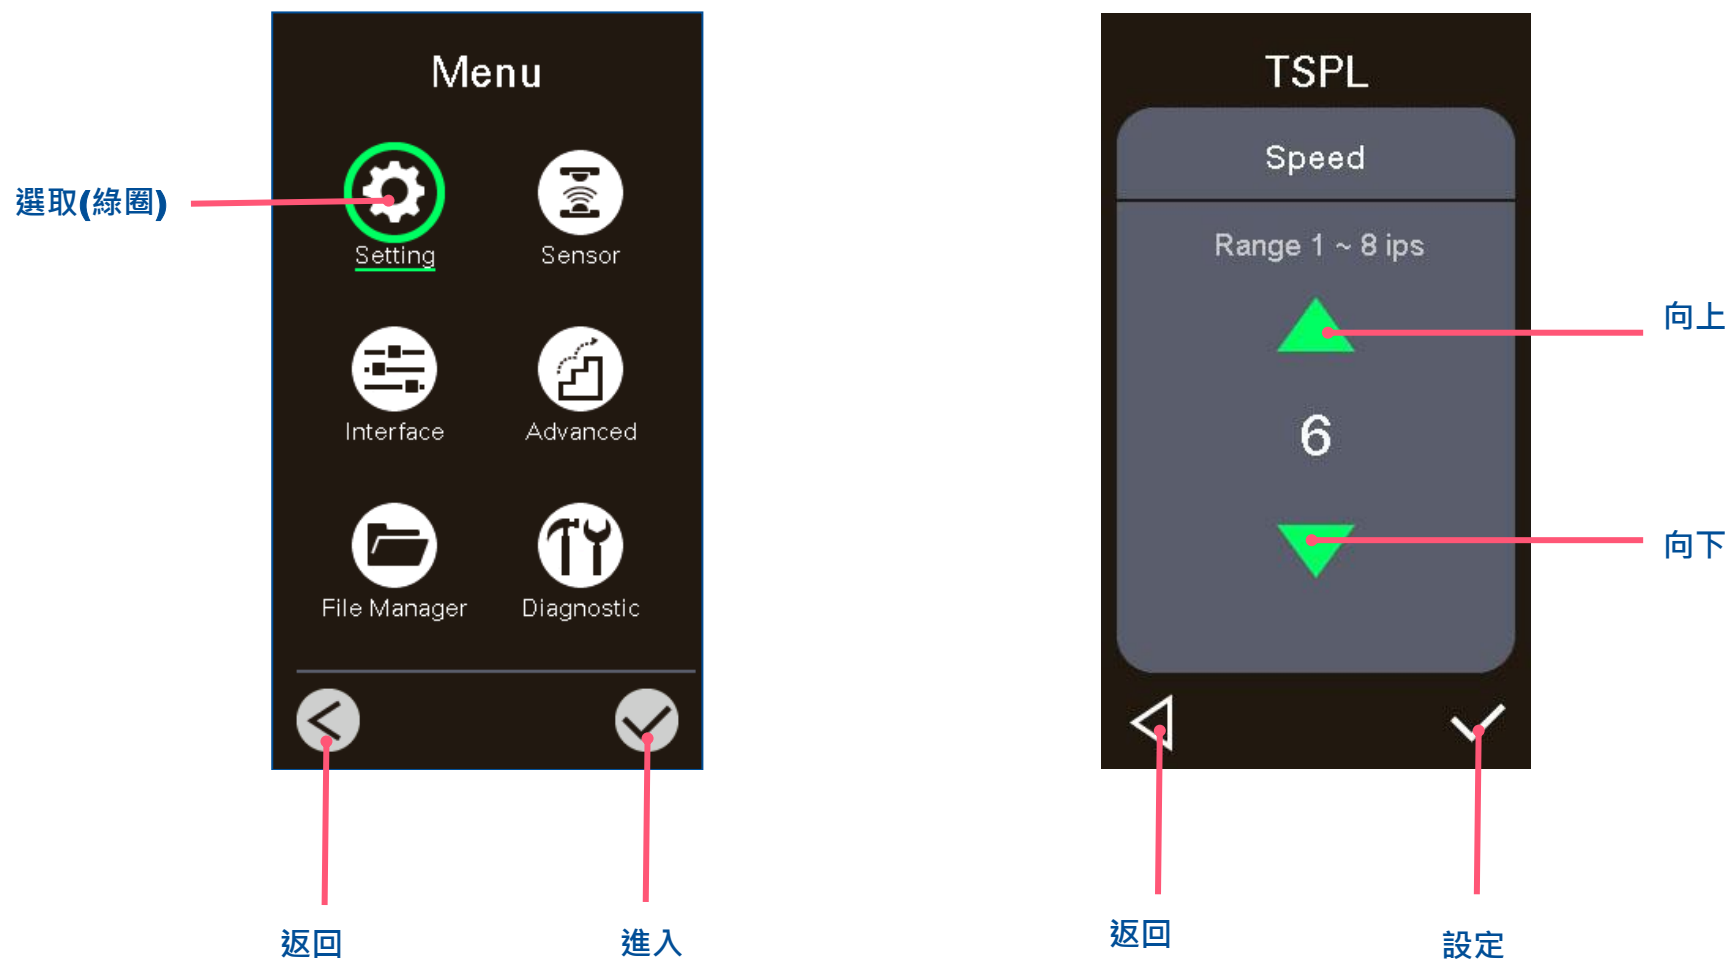 Menu
選取(綠圈)
Setting
Sensor
Interface
Advanced
File Manager
Diagnostic
返回
進入
TSPL
Speed
Range 1 ~ 8 ips
向上
6
向下
返回
設定